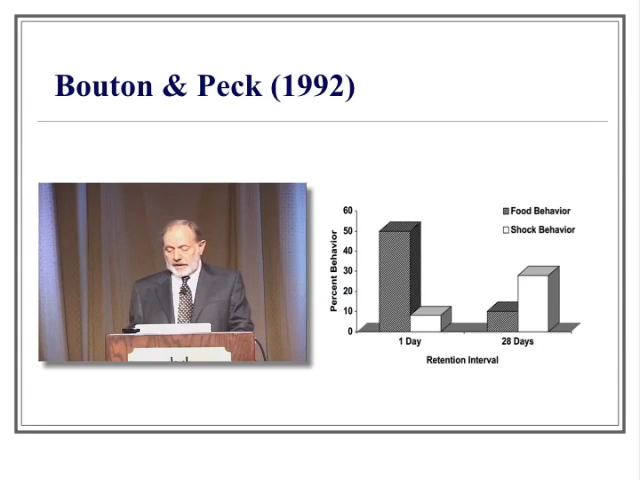 Bouton & Peck (1992)
Percent Behavior
60
50
40
30
20
10
0
Food Behavior
Shock Behavior
1 Day
28 Days
Retention Interval